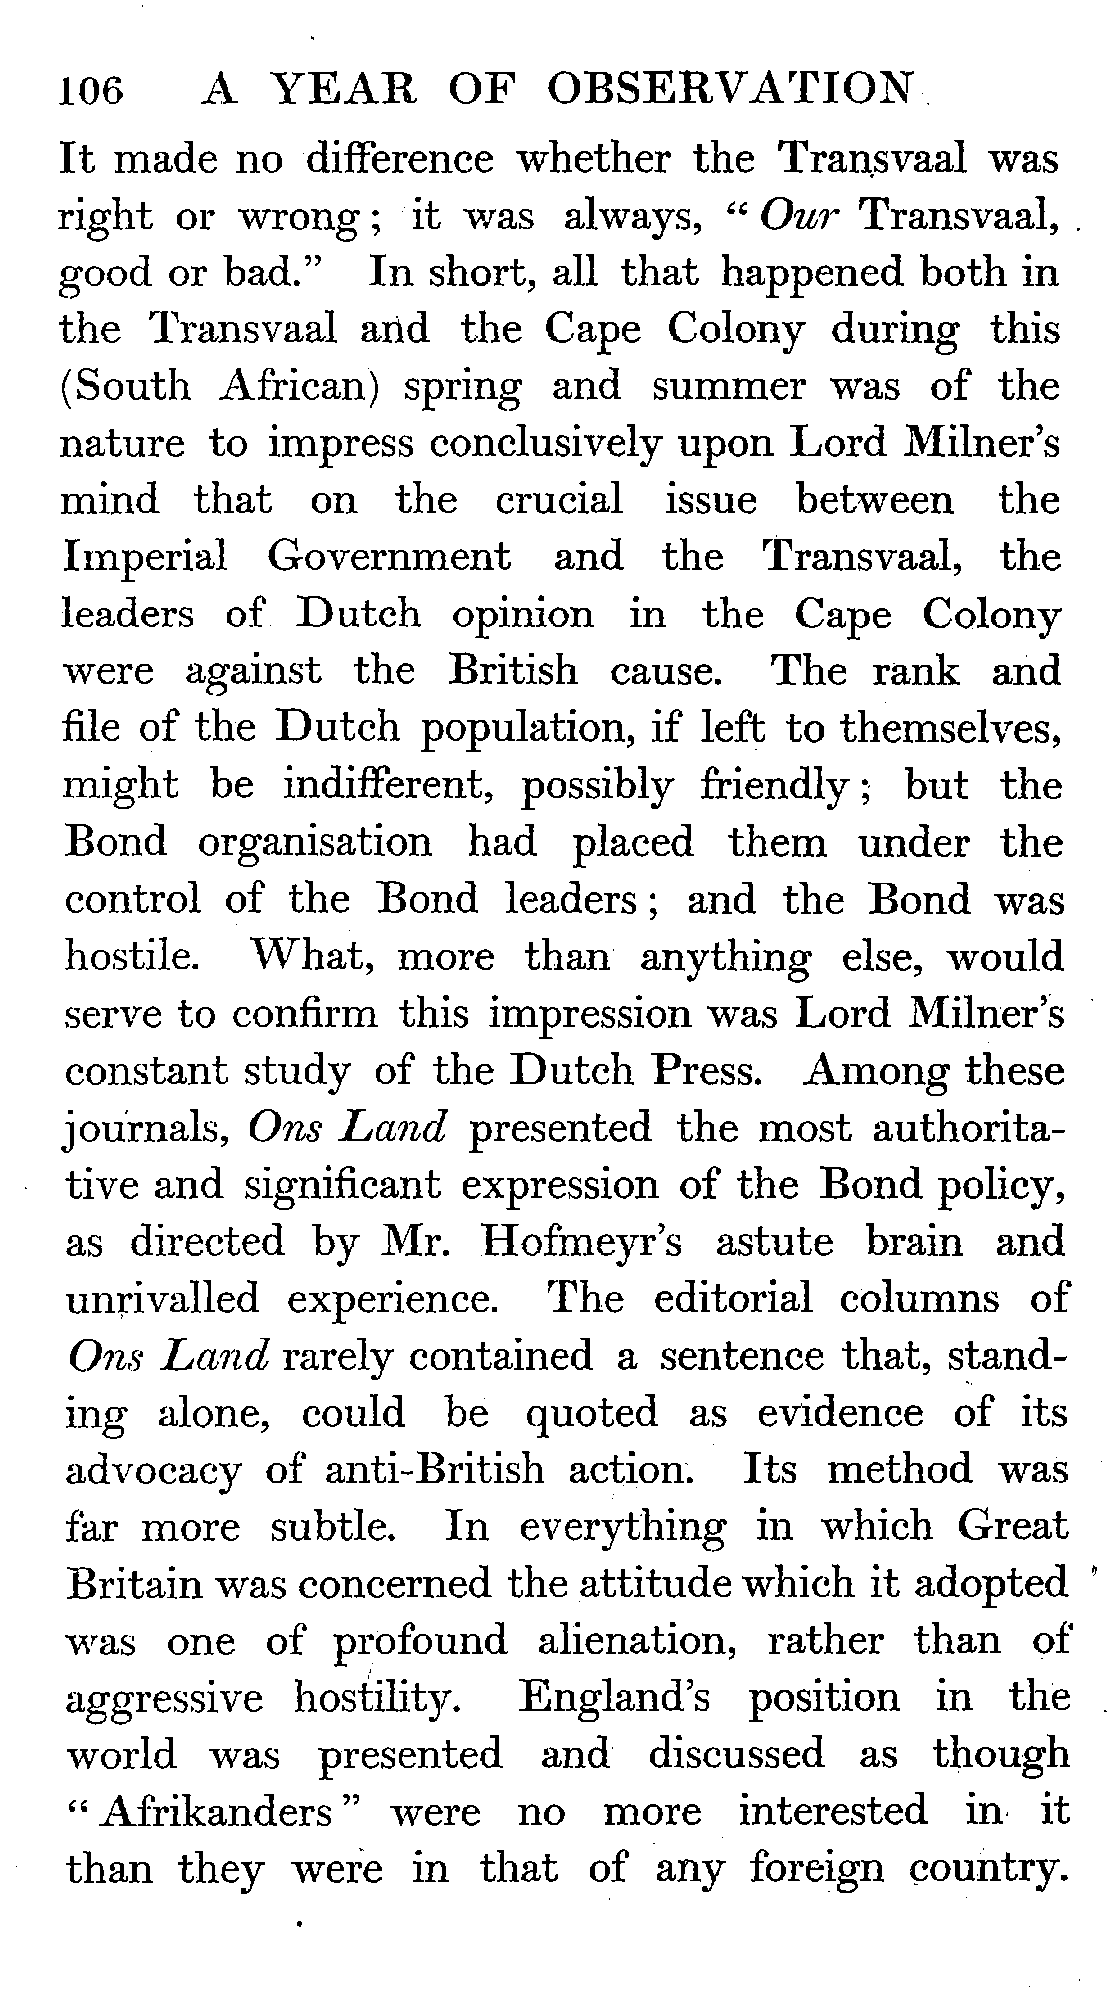 106 A YEAR OF OBSERVATION
It made no difference whether the Transvaal was
right or wrong; it was always, “Our Transvaal,
good or bad.” In short, all that happened both in
the Transvaal and the Cape Colony during this
(South African) spring and summer was of the
nature to impress conclusively upon Lord Milner’s
mind that on the crucial issue between the
Imperial Government and the Transvaal, the
leaders of Dutch opinion in the Cape Colony
were against the British cause. The rank and
file of the Dutch population, if left to themselves,
might be indifferent, possibly friendly; but the
Bond organisation had placed them under the
control of the Bond leaders; and the Bond was
hostile. What, more than anything else, would
serve to confirm this impression was Lord Milner’s
constant study of the Dutch Press. Among these
journals, Ons Land presented the most authorita-
tive and significant expression of the Bond policy,
as directed by Mr. Hofmeyr’s astute brain and
unrivalled experience. The editorial columns of
Ons Land rarely contained a sentence that, stand-
ing alone, could be quoted as evidence of its
advocacy of anti-British action. Its method was
far more subtle. In everything in which Great
Britain was concerned the attitude which it adopted
was one of profound alienation, rather than of
aggressive hostility. England’s position in the
world was presented and discussed as though
“Afrikanders” were no more interested in it
than they were in that of any foreign country.